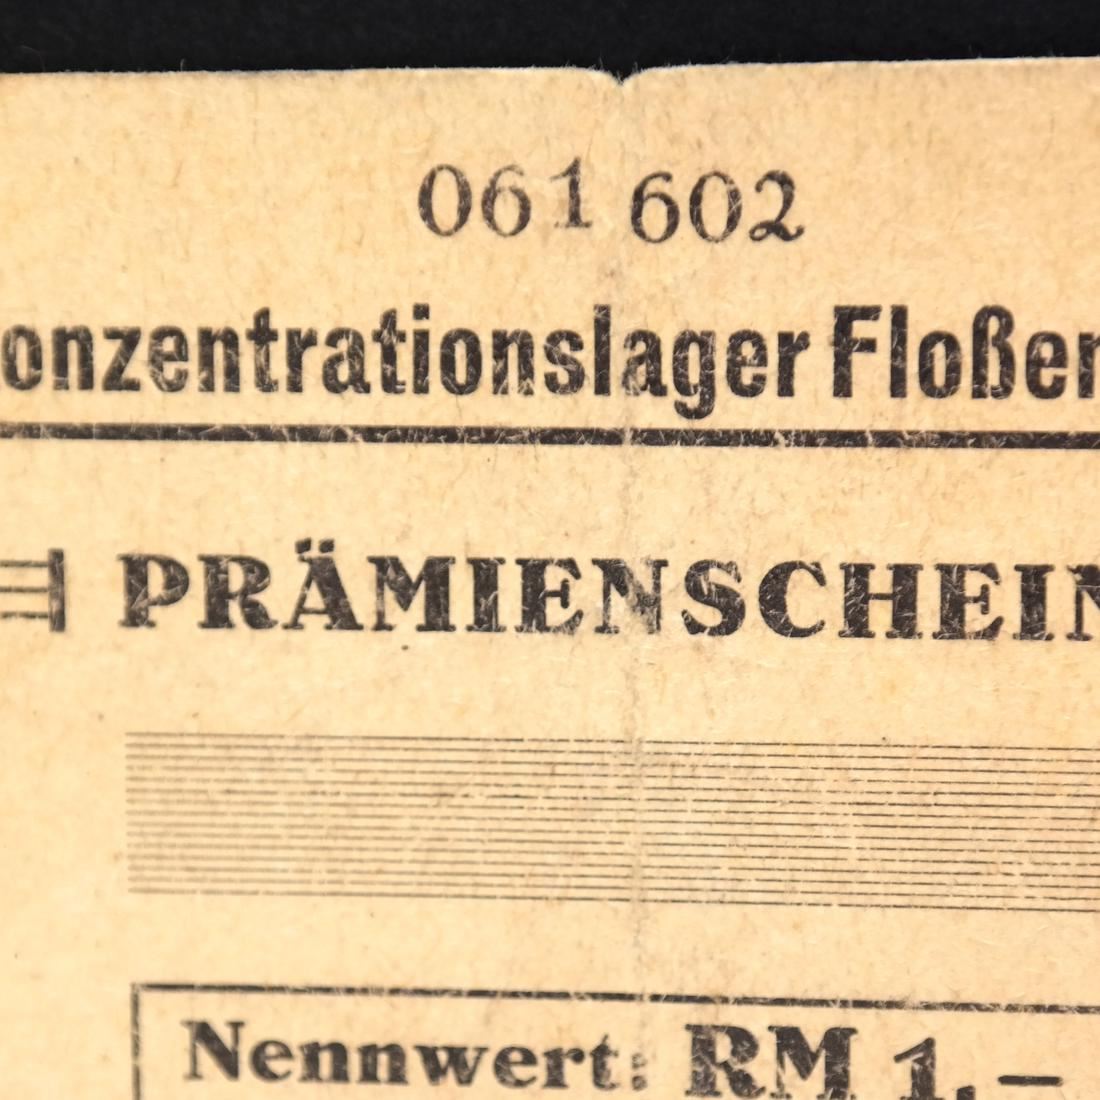 061 602
onzentrationslager Floßen
PRÄMIENSCHEIN
Nennwert: RM 1.–